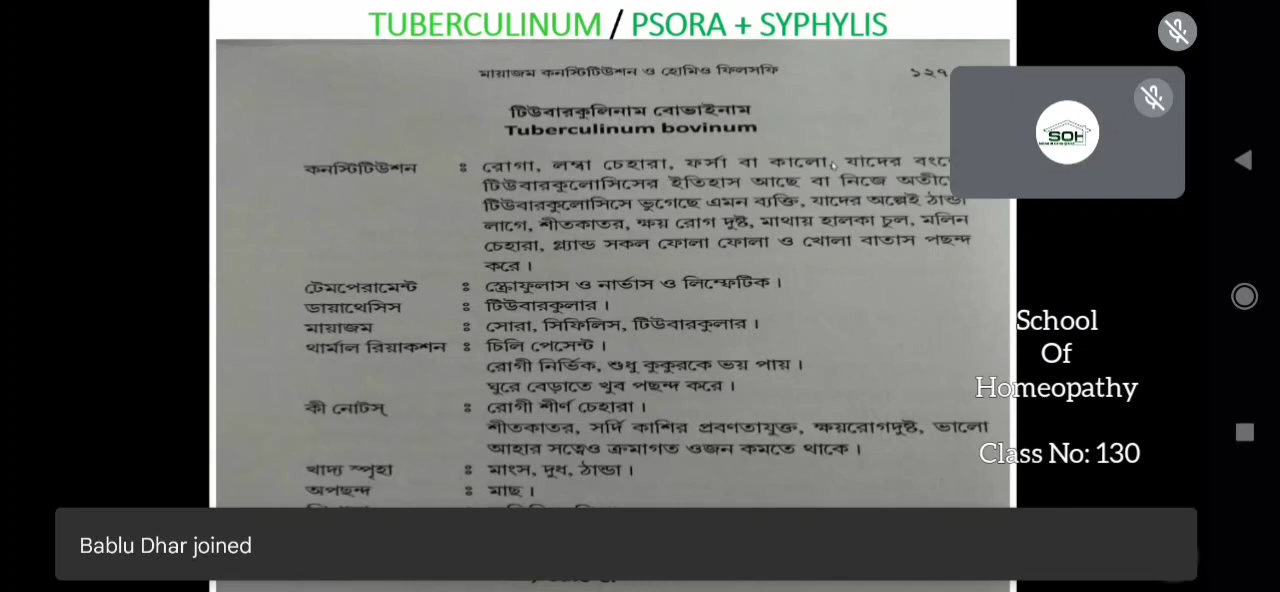 TUBERCULINUM / PSORA + SYPHYLIS
মায়াজম কনস্টিটিউশন ও হোমিও ফিলসফি ১২৭
টিউবারকুলিনাম বোভাইনাম
Tuberculinum bovinum
কনস্টিটিউশন ঃ রোগা, লম্বা চেহারা, ফর্সা বা কালো, যাদের
টিউবারকুলোসিসের ইতিহাস আছে বা নিজে
টিউবারকুলোসিসে ভুগেছে এমন ব্যক্তি, যাদের অল্পেই ঠান্ডা
লাগে, শীতকাতর, ক্ষয় রোগ দুষ্ট, মাথায় হালকা চুল, মলিন
চেহারা, গ্ল্যান্ড সকল ফোলা ফোলা ও খোলা বাতাস পছন্দ
করে।
টেমপেরামেন্ট ঃ স্ক্রোফুলাস ও নার্ভাস ও লিম্ফেটিক।
ডায়াথেসিস ঃ টিউবারকুলার।
মায়াজম ঃ সোরা, সিফিলিস, টিউবারকুলার।
থার্মাল রিয়াকশন ঃ চিলি পেসেন্ট।
রোগী নির্ভিক, শুধু কুকুরকে ভয় পায়।
ঘুরে বেড়াতে খুব পছন্দ করে।
কী নোটস্ ঃ রোগী শীর্ণ চেহারা।
শীতকাতর, সর্দি কাশির প্রবণতাযুক্ত, ক্ষয়রোগদুষ্ট, ভালো
আহার সত্বেও ক্রমাগত ওজন কমতে থাকে।
খাদ্য স্পৃহা ঃ মাংস, দুধ, ঠান্ডা।
অপছন্দ ঃ মাছ।
SOH
School
Of
Homeopathy
Class No: 130
Bablu Dhar joined